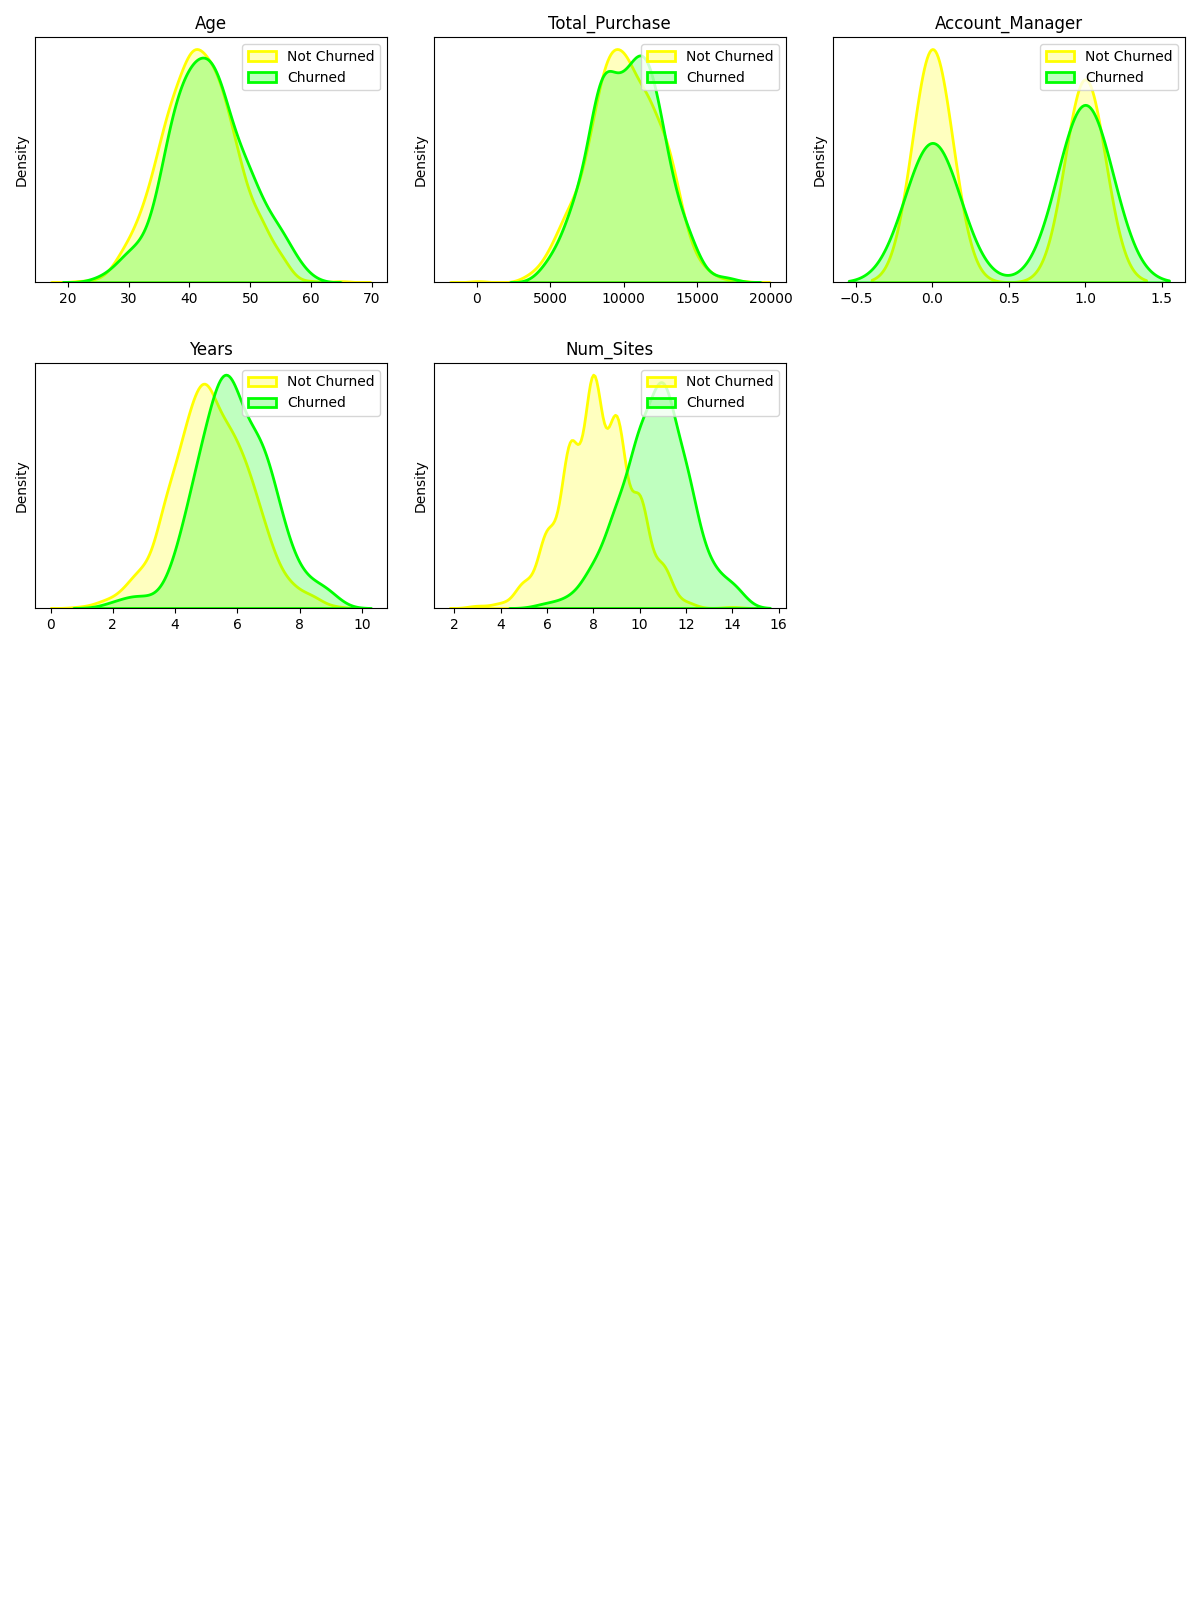 Age
Not Churned
Churned
Density
20 30 40 50 60 70
Total_Purchase
Not Churned
Churned
Density
0 5000 10000 15000 20000
Account_Manager
Not Churned
Churned
Density
−0.5 0.0 0.5 1.0 1.5
Years
Not Churned
Churned
Density
0 2 4 6 8 10
Num_Sites
Not Churned
Churned
Density
2 4 6 8 10 12 14 16